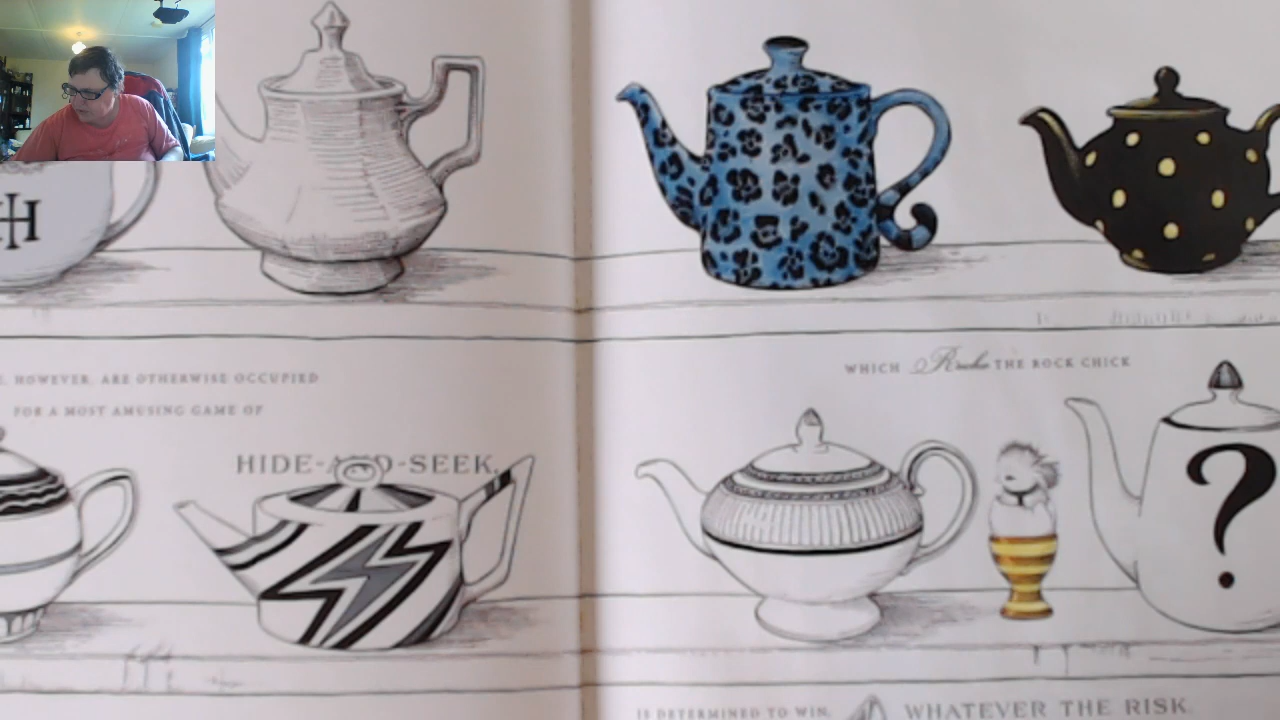 HOWEVER, ARE OTHERWISE OCCUPIED
FOR A MOST AMUSING GAME OF
HIDE-AND-SEEK,
WHICH Rockie THE ROCK CHICK
?
IS DETERMINED TO WIN, WHATEVER THE RISK.